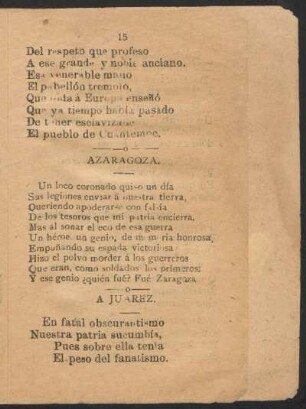 15
Del respeto que profeso
A ese grande y noble anciano.
Esa venerable mano
El pabellón tremoló,
Que toda á Europa enseñó
Que ya tiempo había pasado
De tener esclavizado
El pueblo de Cuautemoc.
AZARAGOZA.
Un loco coronado quiso un día
Sus legiones enviar á nuestra tierra,
Queriendo apoderarse con falsía
De los tesoros que mi patria encierra,
Mas al sonar el eco de esa guerra
Un héroe, un genio, de memoria honrosa,
Empuñando su espada victoriosa
Hizo el polvo morder á los guerreros
Que eran, como soldados los primeros:
Y ese genio ¿quién fué? Fué Zaragoza
A JUAREZ.
En fatal obscurantismo
Nuestra patria sucumbía,
Pues sobre ella tenía
El peso del fanatismo.